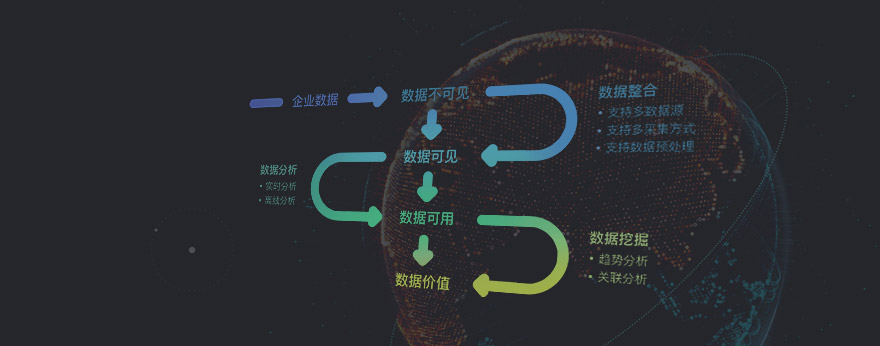 企业数据
数据不可见
数据整合
• 支持多数据源
• 支持多采集方式
• 支持数据预处理
数据可见
数据分析
• 实时分析
• 离线分析
数据可用
数据挖掘
• 趋势分析
• 关联分析
数据价值